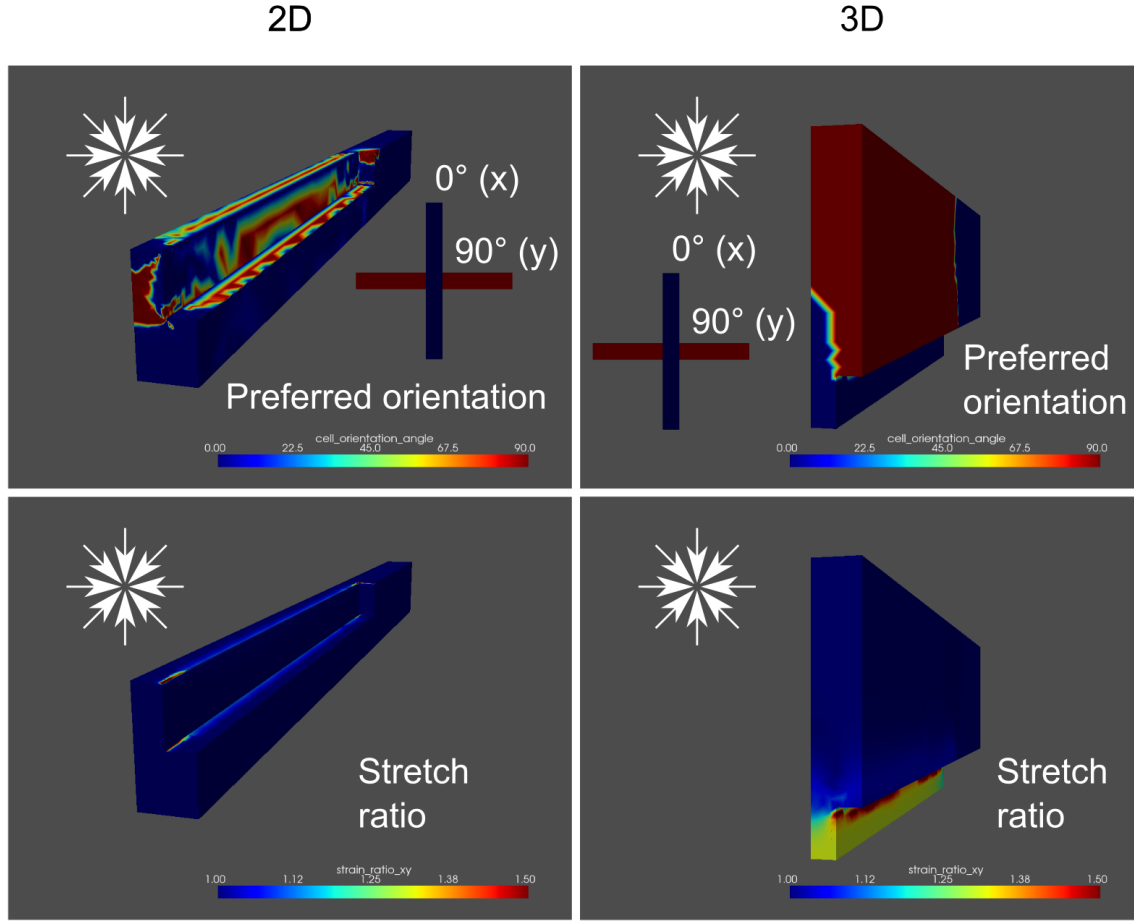 2D
3D
0° (x)
90° (y)
Preferred orientation
cell_orientation_angle
0.00 22.5 45.0 67.5 90.0
0° (x)
90° (y)
Preferred
orientation
cell_orientation_angle
0.00 22.5 45.0 67.5 90.0
Stretch
ratio
strain_ratio_xy
1.00 1.12 1.25 1.38 1.50
Stretch
ratio
strain_ratio_xy
1.00 1.12 1.25 1.38 1.50